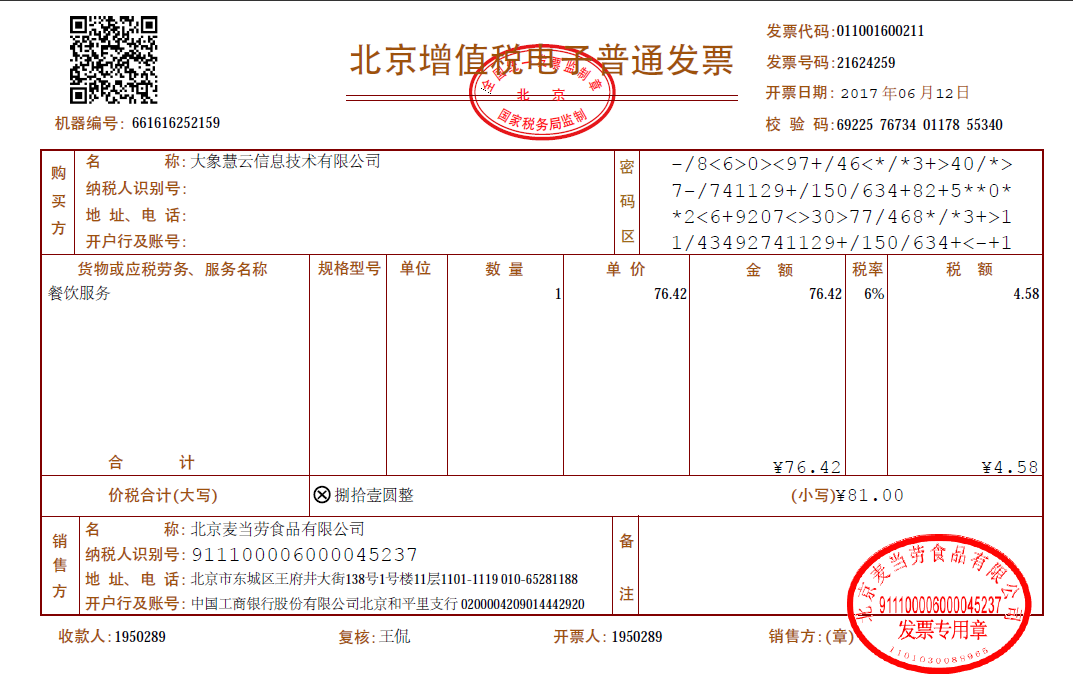 北京增值税电子普通发票
全国统一发票监制章
北 京
国家税务局监制
发票代码:011001600211
发票号码:21624259
开票日期: 2017年06月12日
校 验 码:69225 76734 01178 55340
机器编号: 661616252159
购买方
名 称:大象慧云信息技术有限公司
纳税人识别号:
地 址、电 话:
开户行及账号:
密码区
-/8<6>0><97+/46<*/*3+>40/*>
7-/741129+/150/634+82+5**0*
*2<6+9207<>30>77/468*/*3+>1
1/43492741129+/150/634+<-+1
货物或应税劳务、服务名称 规格型号 单位 数 量 单 价 金 额 税率 税 额
餐饮服务 1 76.42 76.42 6% 4.58
合 计 ¥76.42 ¥4.58
价税合计(大写) ⊗捌拾壹圆整 (小写)¥81.00
销售方
名 称:北京麦当劳食品有限公司
纳税人识别号:911100006000045237
地 址、电 话:北京市东城区王府井大街138号1号楼11层1101-1119 010-65281188
开户行及账号:中国工商银行股份有限公司北京和平里支行 0200004209014442920
备注
北京麦当劳食品有限公司
911100006000045237
发票专用章
1101030088965
收款人:1950289 复核:王侃 开票人:1950289 销售方:(章)